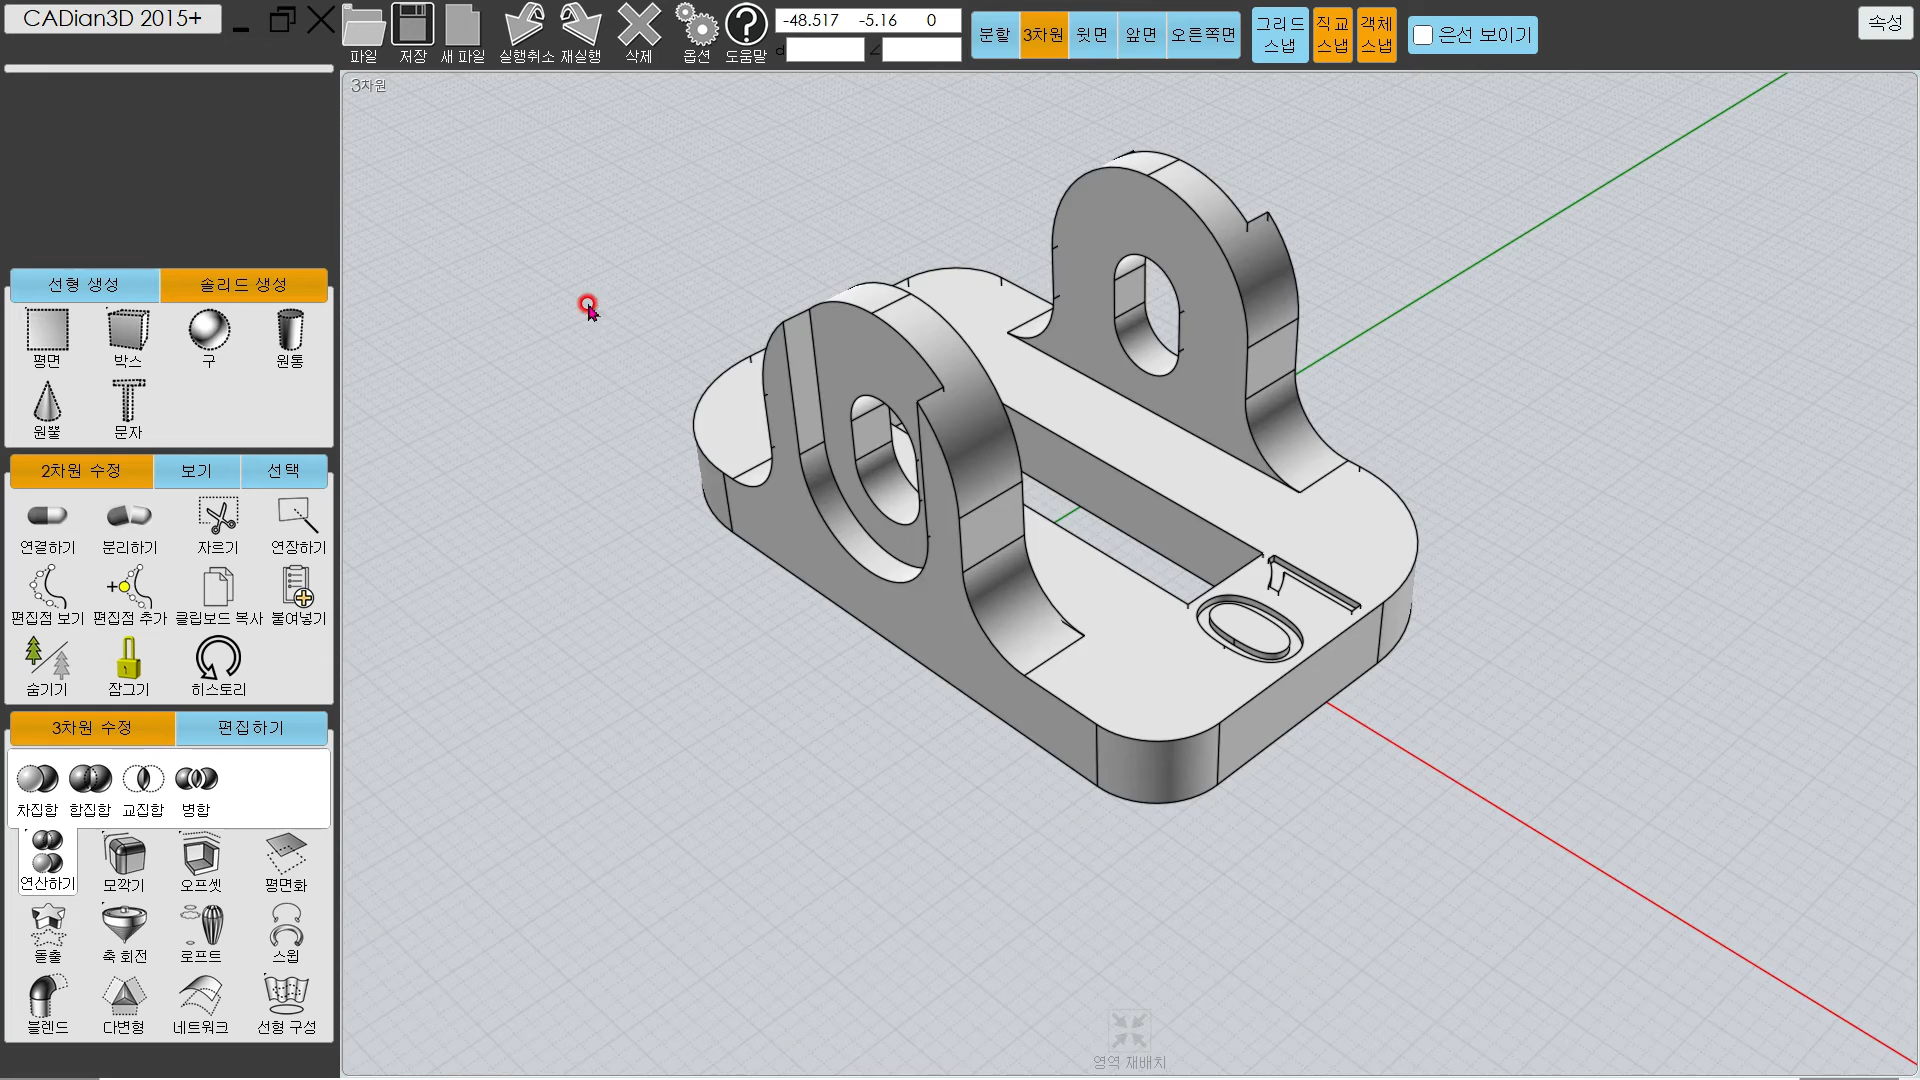 CADian3D 2015+
파일
저장
새 파일
실행취소
재실행
삭제
옵션
도움말
-48.517 -5.16 0
d
∠
분할
3차원
윗면
앞면
오른쪽면
그리드
스냅
직교
스냅
객체
스냅
은선 보이기
속성
3차원
선형 생성
솔리드 생성
평면
박스
구
원통
원뿔
문자
2차원 수정
보기
선택
연결하기
분리하기
자르기
연장하기
편집점 보기
편집점 추가
클립보드 복사
붙여넣기
숨기기
잠그기
히스토리
3차원 수정
편집하기
차집합
합집합
교집합
병합
연산하기
모깍기
오프셋
평면화
돌출
축 회전
로프트
스윕
블렌드
다변형
네트워크
선형 구성
영역 재배치